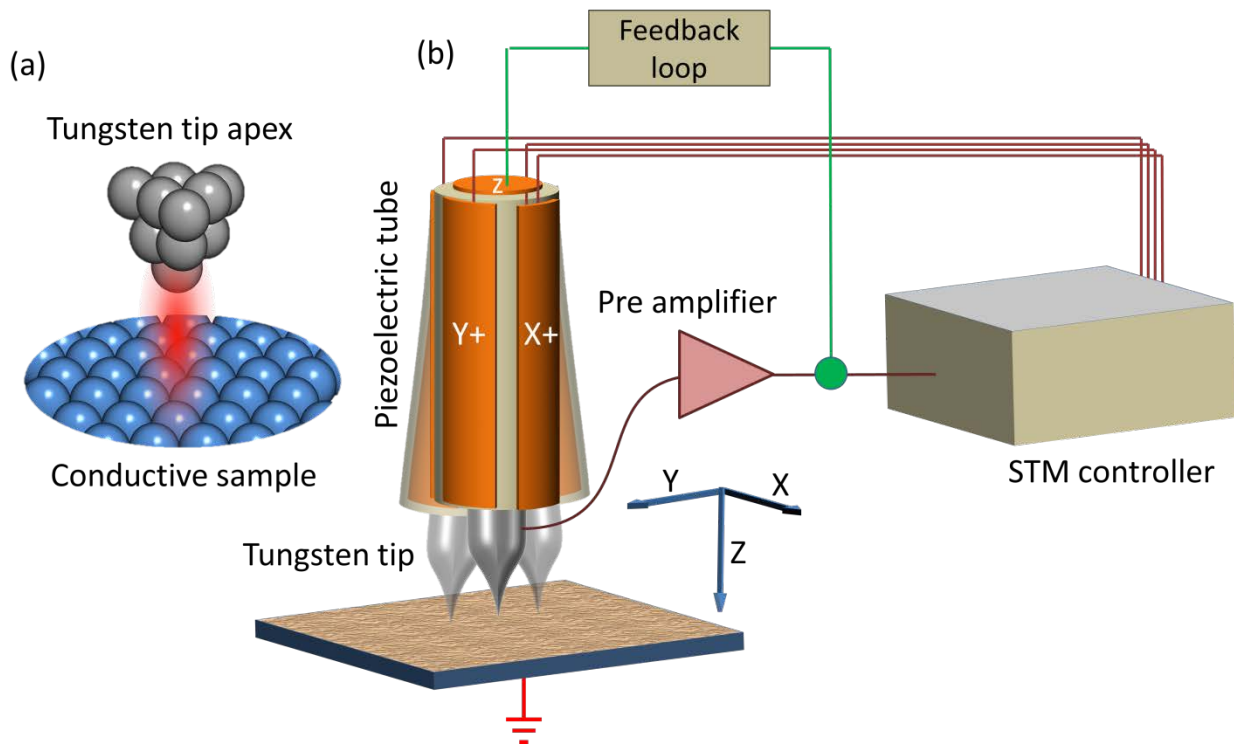 (a)
Tungsten tip apex
Conductive sample
(b)
Feedback
loop
Piezoelectric tube
Z
Y+
X+
Pre amplifier
STM controller
Y
X
Z
Tungsten tip